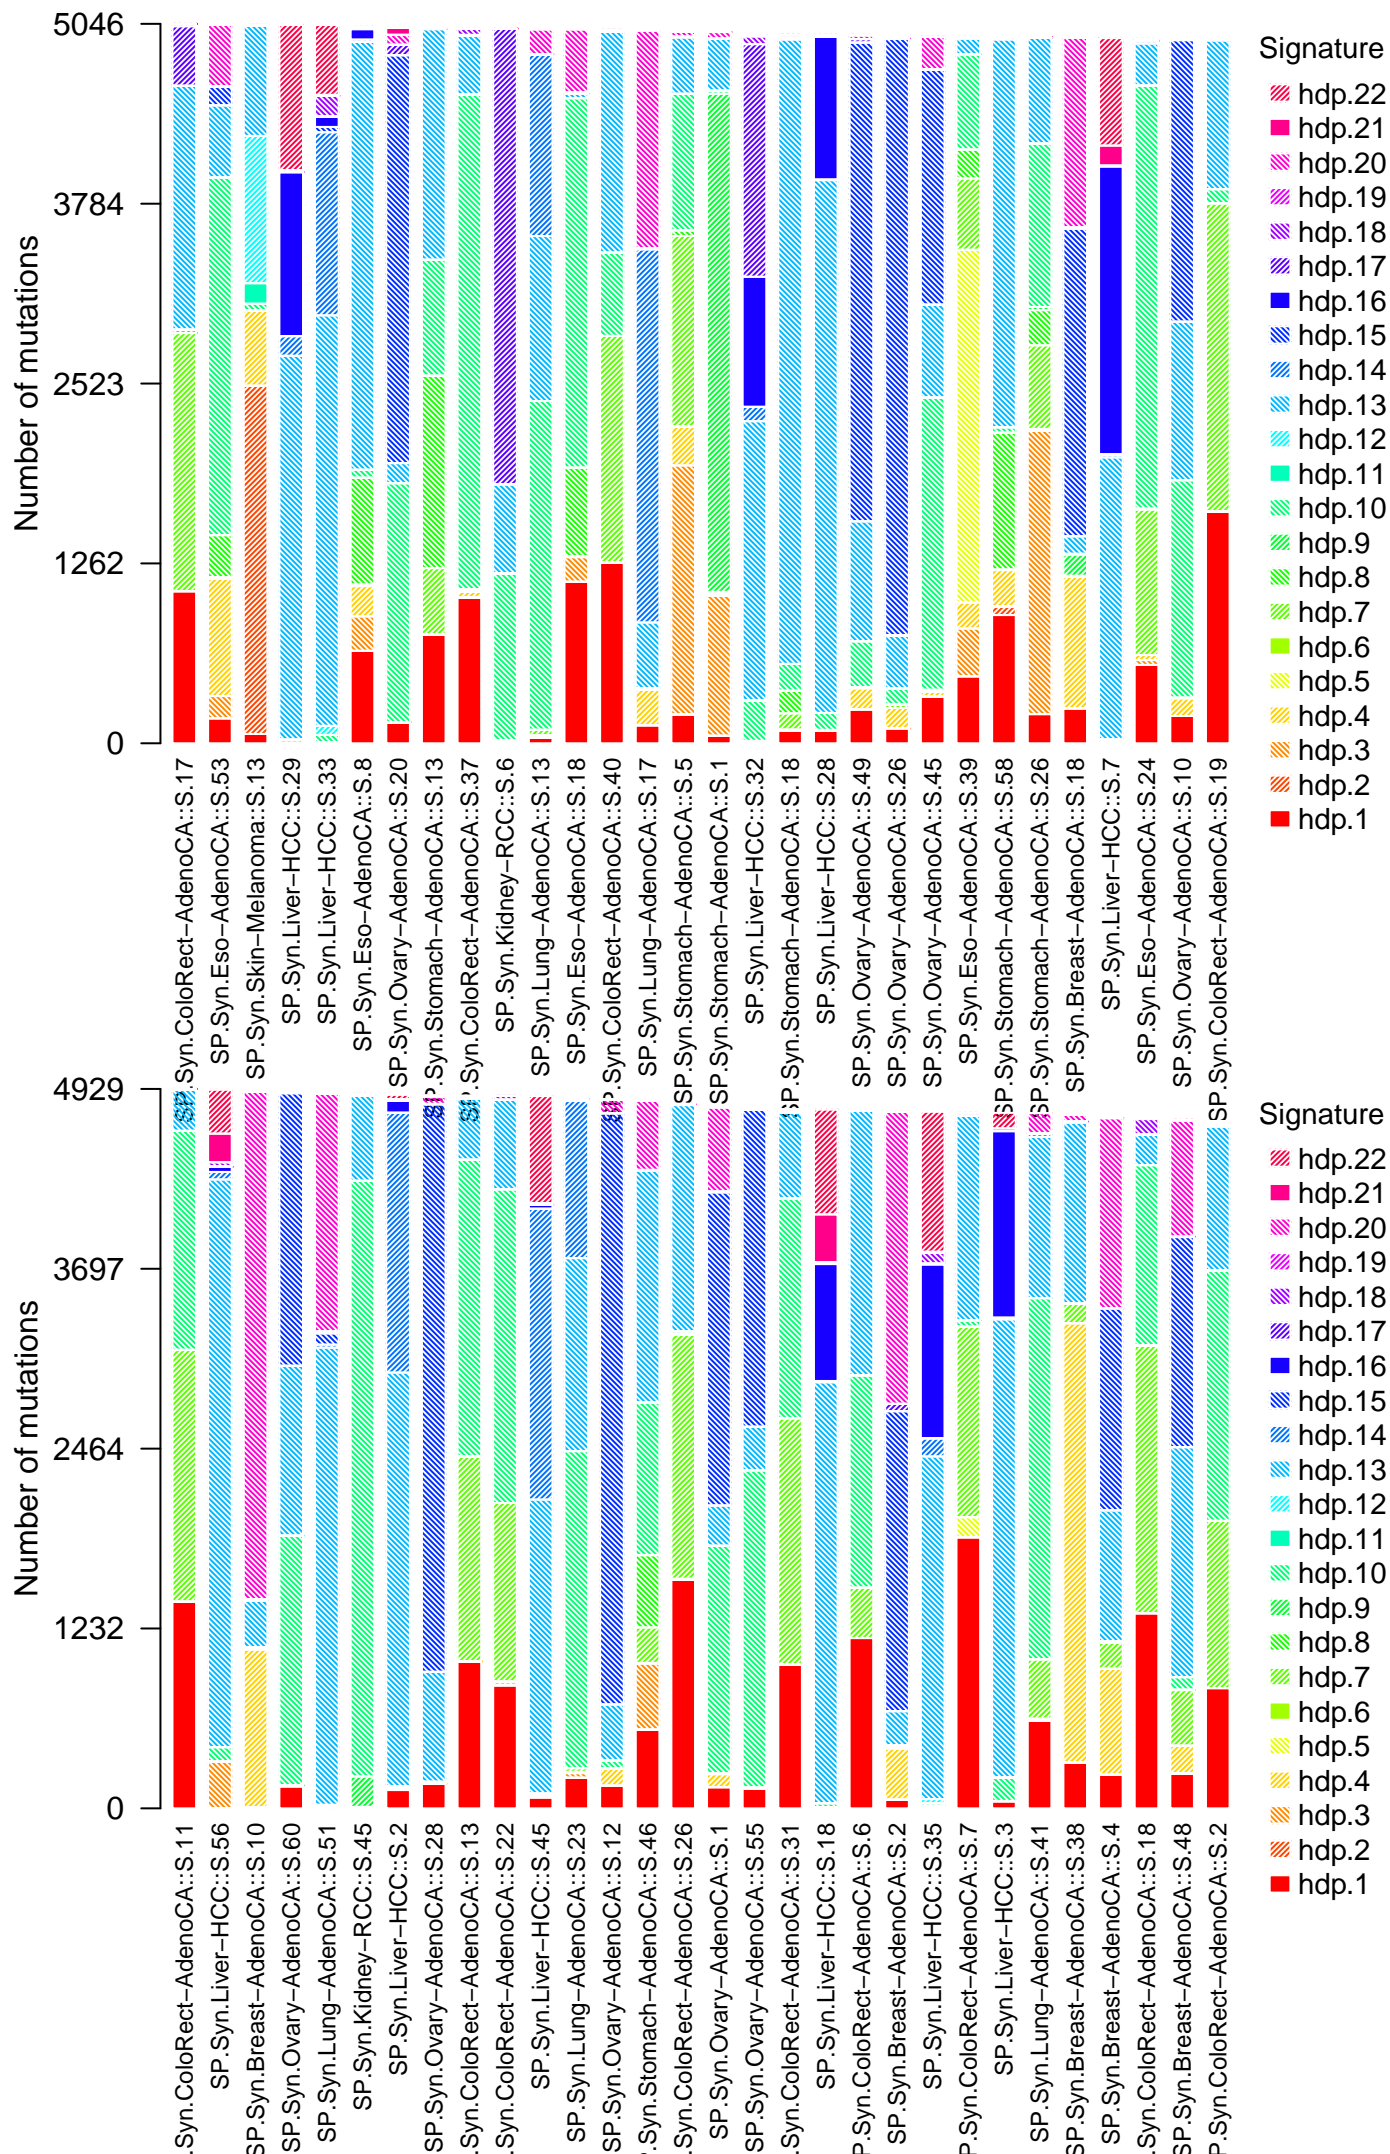 Number of mutations
5046
3784
2523
1262
0
SP.Syn.ColoRect−AdenoCA::S.17
SP.Syn.Eso−AdenoCA::S.53
SP.Syn.Skin−Melanoma::S.13
SP.Syn.Liver−HCC::S.29
SP.Syn.Liver−HCC::S.33
SP.Syn.Eso−AdenoCA::S.8
SP.Syn.Ovary−AdenoCA::S.20
SP.Syn.Stomach−AdenoCA::S.13
SP.Syn.ColoRect−AdenoCA::S.37
SP.Syn.Kidney−RCC::S.6
SP.Syn.Lung−AdenoCA::S.13
SP.Syn.Eso−AdenoCA::S.18
SP.Syn.ColoRect−AdenoCA::S.40
SP.Syn.Lung−AdenoCA::S.17
SP.Syn.Stomach−AdenoCA::S.5
SP.Syn.Stomach−AdenoCA::S.1
SP.Syn.Liver−HCC::S.32
SP.Syn.Stomach−AdenoCA::S.18
SP.Syn.Liver−HCC::S.28
SP.Syn.Ovary−AdenoCA::S.49
SP.Syn.Ovary−AdenoCA::S.26
SP.Syn.Ovary−AdenoCA::S.45
SP.Syn.Eso−AdenoCA::S.39
SP.Syn.Stomach−AdenoCA::S.58
SP.Syn.Stomach−AdenoCA::S.26
SP.Syn.Breast−AdenoCA::S.18
SP.Syn.Liver−HCC::S.7
SP.Syn.Eso−AdenoCA::S.24
SP.Syn.Ovary−AdenoCA::S.10
SP.Syn.ColoRect−AdenoCA::S.19
Signature
hdp.22
hdp.21
hdp.20
hdp.19
hdp.18
hdp.17
hdp.16
hdp.15
hdp.14
hdp.13
hdp.12
hdp.11
hdp.10
hdp.9
hdp.8
hdp.7
hdp.6
hdp.5
hdp.4
hdp.3
hdp.2
hdp.1
Number of mutations
4929
3697
2464
1232
0
.Syn.ColoRect−AdenoCA::S.11
SP.Syn.Liver−HCC::S.56
SP.Syn.Breast−AdenoCA::S.10
SP.Syn.Ovary−AdenoCA::S.60
SP.Syn.Lung−AdenoCA::S.51
SP.Syn.Kidney−RCC::S.45
SP.Syn.Liver−HCC::S.2
SP.Syn.Ovary−AdenoCA::S.28
.Syn.ColoRect−AdenoCA::S.13
.Syn.ColoRect−AdenoCA::S.22
SP.Syn.Liver−HCC::S.45
SP.Syn.Lung−AdenoCA::S.23
SP.Syn.Ovary−AdenoCA::S.12
.Syn.Stomach−AdenoCA::S.46
.Syn.ColoRect−AdenoCA::S.26
SP.Syn.Ovary−AdenoCA::S.1
SP.Syn.Ovary−AdenoCA::S.55
.Syn.ColoRect−AdenoCA::S.31
SP.Syn.Liver−HCC::S.18
P.Syn.ColoRect−AdenoCA::S.6
SP.Syn.Breast−AdenoCA::S.2
SP.Syn.Liver−HCC::S.35
P.Syn.ColoRect−AdenoCA::S.7
SP.Syn.Liver−HCC::S.3
SP.Syn.Lung−AdenoCA::S.41
SP.Syn.Breast−AdenoCA::S.38
SP.Syn.Breast−AdenoCA::S.4
.Syn.ColoRect−AdenoCA::S.18
SP.Syn.Breast−AdenoCA::S.48
P.Syn.ColoRect−AdenoCA::S.2
Signature
hdp.22
hdp.21
hdp.20
hdp.19
hdp.18
hdp.17
hdp.16
hdp.15
hdp.14
hdp.13
hdp.12
hdp.11
hdp.10
hdp.9
hdp.8
hdp.7
hdp.6
hdp.5
hdp.4
hdp.3
hdp.2
hdp.1